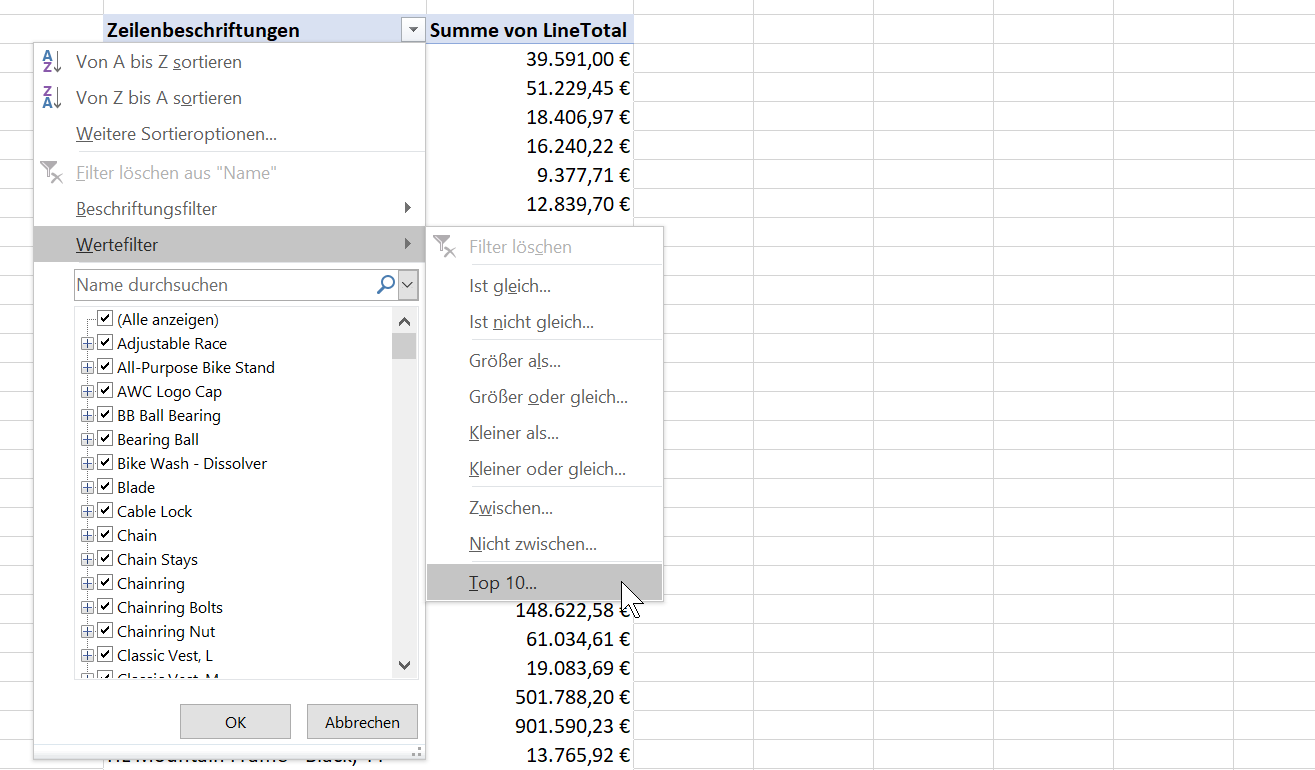 Zeilenbeschriftungen Summe von LineTotal
39.591,00 €
51.229,45 €
18.406,97 €
16.240,22 €
9.377,71 €
12.839,70 €
Von A bis Z sortieren
Von Z bis A sortieren
Weitere Sortieroptionen...
Filter löschen aus "Name"
Beschriftungsfilter
Wertefilter
Name durchsuchen
(Alle anzeigen)
Adjustable Race
All-Purpose Bike Stand
AWC Logo Cap
BB Ball Bearing
Bearing Ball
Bike Wash - Dissolver
Blade
Cable Lock
Chain
Chain Stays
Chainring
Chainring Bolts
Chainring Nut
Classic Vest, L
Classic Vest, M
OK Abbrechen
Filter löschen
Ist gleich...
Ist nicht gleich...
Größer als...
Größer oder gleich...
Kleiner als...
Kleiner oder gleich...
Zwischen...
Nicht zwischen...
Top 10...
148.622,58 €
61.034,61 €
19.083,69 €
501.788,20 €
901.590,23 €
13.765,92 €